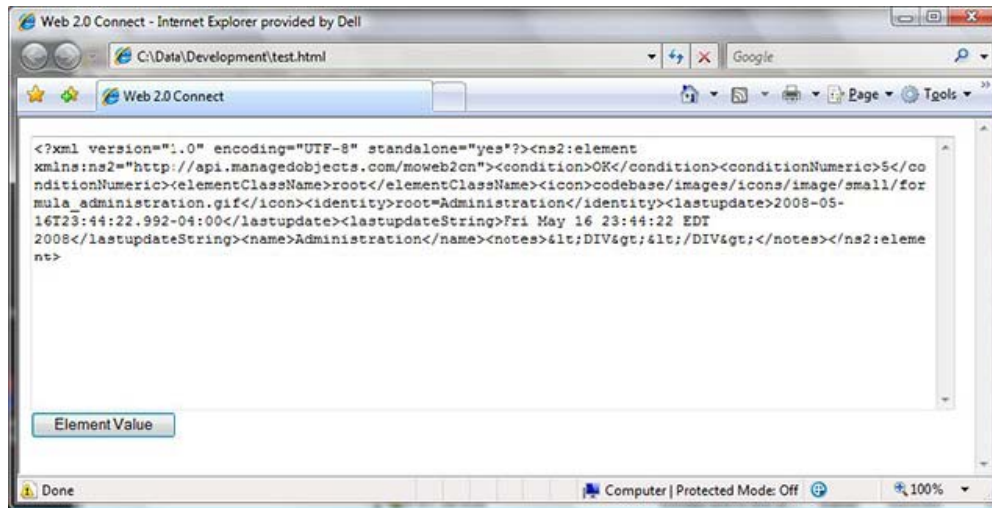 Web 2.0 Connect - Internet Explorer provided by Dell
C:\Data\Development\test.html
Google
Web 2.0 Connect
Page
Tools
<?xml version="1.0" encoding="UTF-8" standalone="yes"?><ns2:element
xmlns:ns2="http://api.managedobjects.com/moweb2cn"><condition>OK</condition><conditionNumeric>5</co
nditionNumeric><elementClassName>root</elementClassName><icon>codebase/images/icons/image/small/for
mula_administration.gif</icon><identity>root=Administration</identity><lastupdate>2008-05-
16T23:44:22.992-04:00</lastupdate><lastupdateString>Fri May 16 23:44:22 EDT
2008</lastupdateString><name>Administration</name><notes>&lt;DIV&gt;&lt;/DIV&gt;</notes></ns2:eleme
nt>
Element Value
Done
Computer | Protected Mode: Off
100%